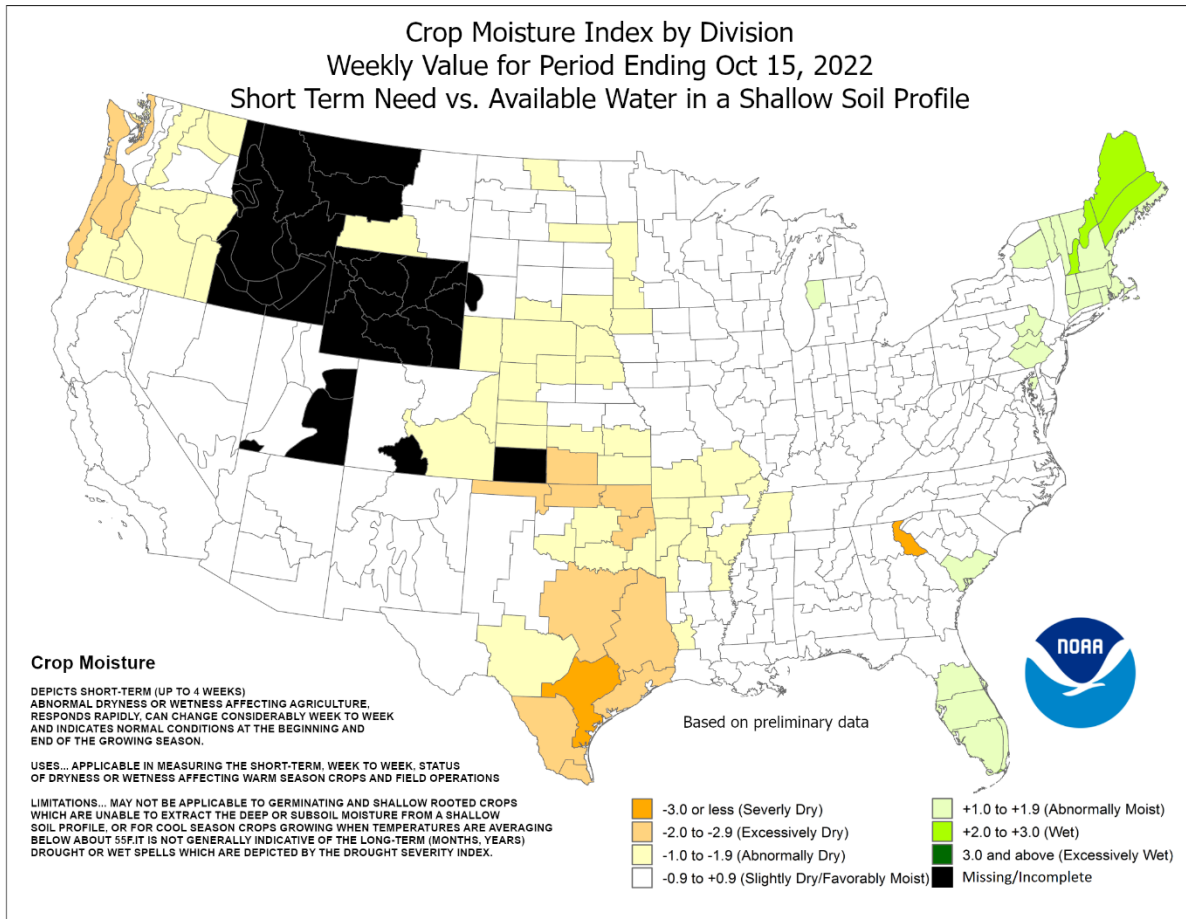 Crop Moisture Index by Division
Weekly Value for Period Ending Oct 15, 2022
Short Term Need vs. Available Water in a Shallow Soil Profile
NOAA
Crop Moisture
DEPICTS SHORT-TERM (UP TO 4 WEEKS)
ABNORMAL DRYNESS OR WETNESS AFFECTING AGRICULTURE,
RESPONDS RAPIDLY, CAN CHANGE CONSIDERABLY WEEK TO WEEK
AND INDICATES NORMAL CONDITIONS AT THE BEGINNING AND
END OF THE GROWING SEASON.
USES... APPLICABLE IN MEASURING THE SHORT-TERM, WEEK TO WEEK, STATUS
OF DRYNESS OR WETNESS AFFECTING WARM SEASON CROPS AND FIELD OPERATIONS
LIMITATIONS... MAY NOT BE APPLICABLE TO GERMINATING AND SHALLOW ROOTED CROPS
WHICH ARE UNABLE TO EXTRACT THE DEEP OR SUBSOIL MOISTURE FROM A SHALLOW
SOIL PROFILE, OR FOR COOL SEASON CROPS GROWING WHEN TEMPERATURES ARE AVERAGING
BELOW ABOUT 55F.IT IS NOT GENERALLY INDICATIVE OF THE LONG-TERM (MONTHS, YEARS)
DROUGHT OR WET SPELLS WHICH ARE DEPICTED BY THE DROUGHT SEVERITY INDEX.
Based on preliminary data
-3.0 or less (Severly Dry)
-2.0 to -2.9 (Excessively Dry)
-1.0 to -1.9 (Abnormally Dry)
-0.9 to +0.9 (Slightly Dry/Favorably Moist)
+1.0 to +1.9 (Abnormally Moist)
+2.0 to +3.0 (Wet)
3.0 and above (Excessively Wet)
Missing/Incomplete